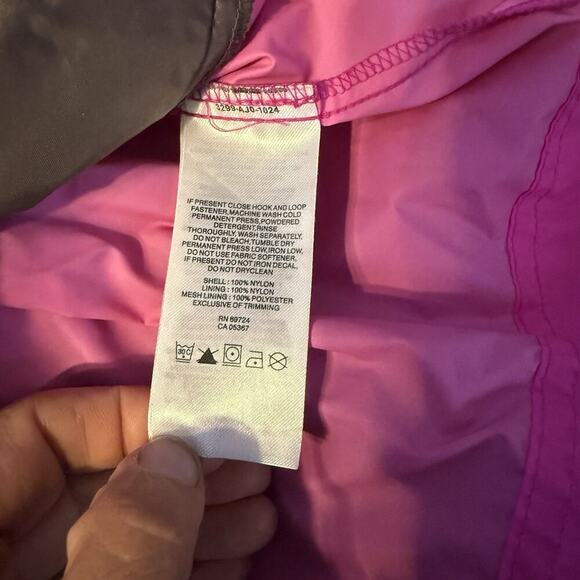 3299-AJ0-1024
IF PRESENT CLOSE HOOK AND LOOP
FASTENER,MACHINE WASH COLD
PERMANENT PRESS,POWDERED
DETERGENT,RINSE
THOROUGHLY, WASH SEPARATELY,
DO NOT BLEACH,TUMBLE DRY
PERMANENT PRESS LOW,IRON LOW,
DO NOT USE FABRIC SOFTENER,
IF PRESENT DO NOT IRON DECAL,
DO NOT DRYCLEAN
SHELL : 100% NYLON
LINING : 100% NYLON
MESH LINING : 100% POLYESTER
EXCLUSIVE OF TRIMMING
RN 69724
CA 05367
30 C